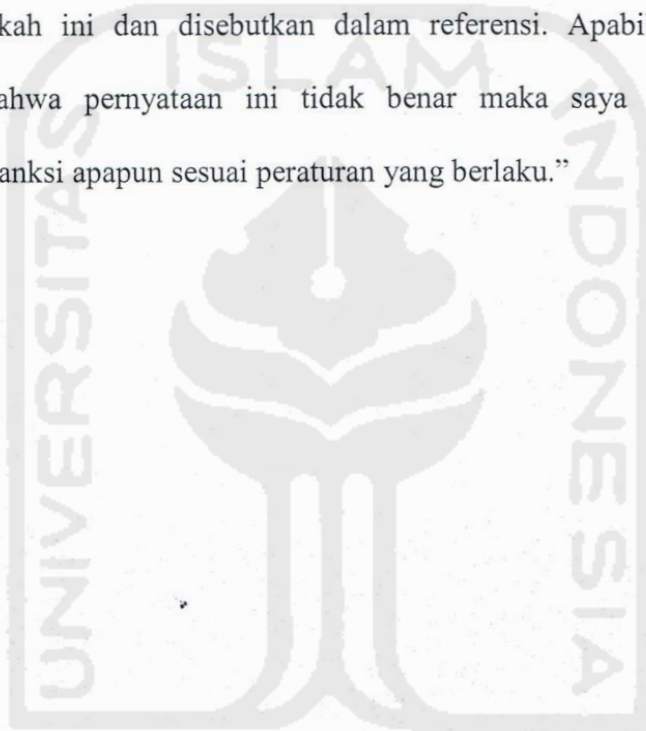 kah ini dan disebutkan dalam referensi. Apabi
ahwa pernyataan ini tidak benar maka saya
anksi apapun sesuai peraturan yang berlaku.”
ISLAM
UNIVERSITAS
INDONESIA